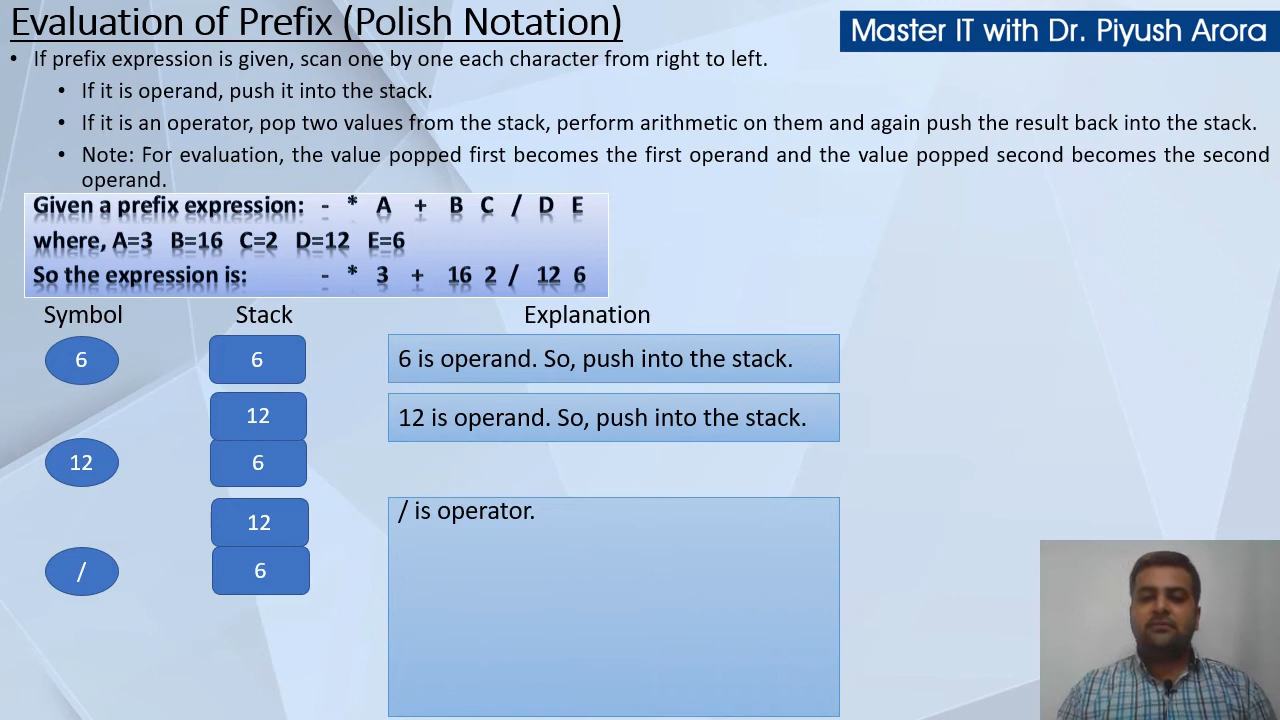 Evaluation of Prefix (Polish Notation)
Master IT with Dr. Piyush Arora
• If prefix expression is given, scan one by one each character from right to left.
• If it is operand, push it into the stack.
• If it is an operator, pop two values from the stack, perform arithmetic on them and again push the result back into the stack.
• Note: For evaluation, the value popped first becomes the first operand and the value popped second becomes the second
operand.
Given a prefix expression: - * A + B C / D E
where, A=3 B=16 C=2 D=12 E=6
So the expression is: - * 3 + 16 2 / 12 6
Symbol Stack Explanation
6 6 6 is operand. So, push into the stack.
12 12 is operand. So, push into the stack.
12 6
12 / is operator.
/ 6